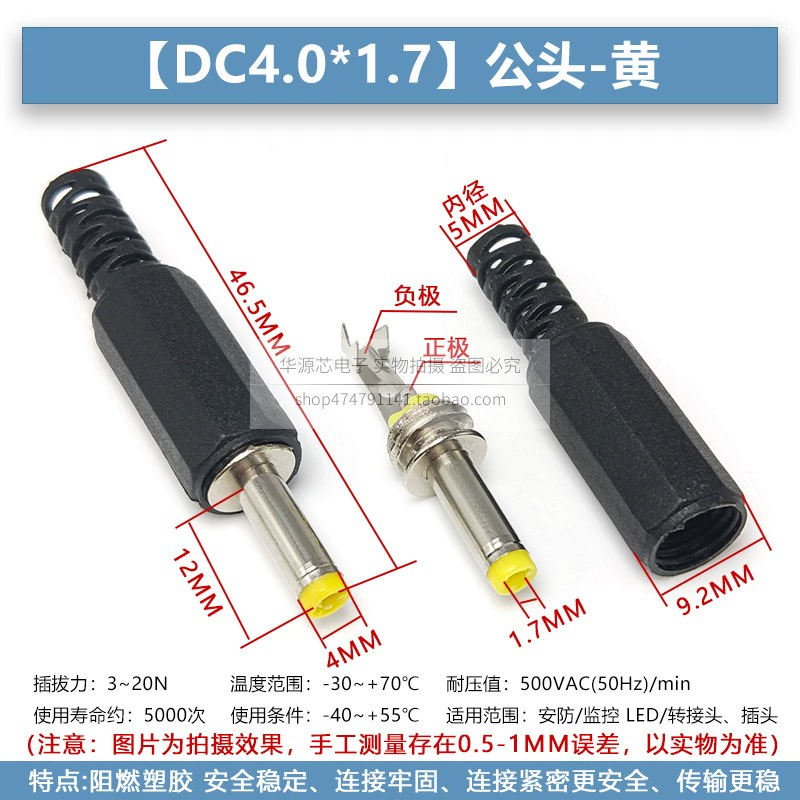 【DC4.0*1.7】公头-黄
内径
5MM
46.5MM
负极
正极
华源芯电子 实物拍摄 盗图必究
shop474791141.taobao.com
12MM
4MM
1.7MM
9.2MM
插拔力：3~20N 温度范围：-30~+70℃ 耐压值：500VAC(50Hz)/min
使用寿命约：5000次 使用条件：-40~+55℃ 适用范围：安防/监控 LED/转接头、插头
(注意：图片为拍摄效果，手工测量存在0.5-1MM误差，以实物为准)
特点:阻燃塑胶 安全稳定、连接牢固、连接紧密更安全、传输更稳